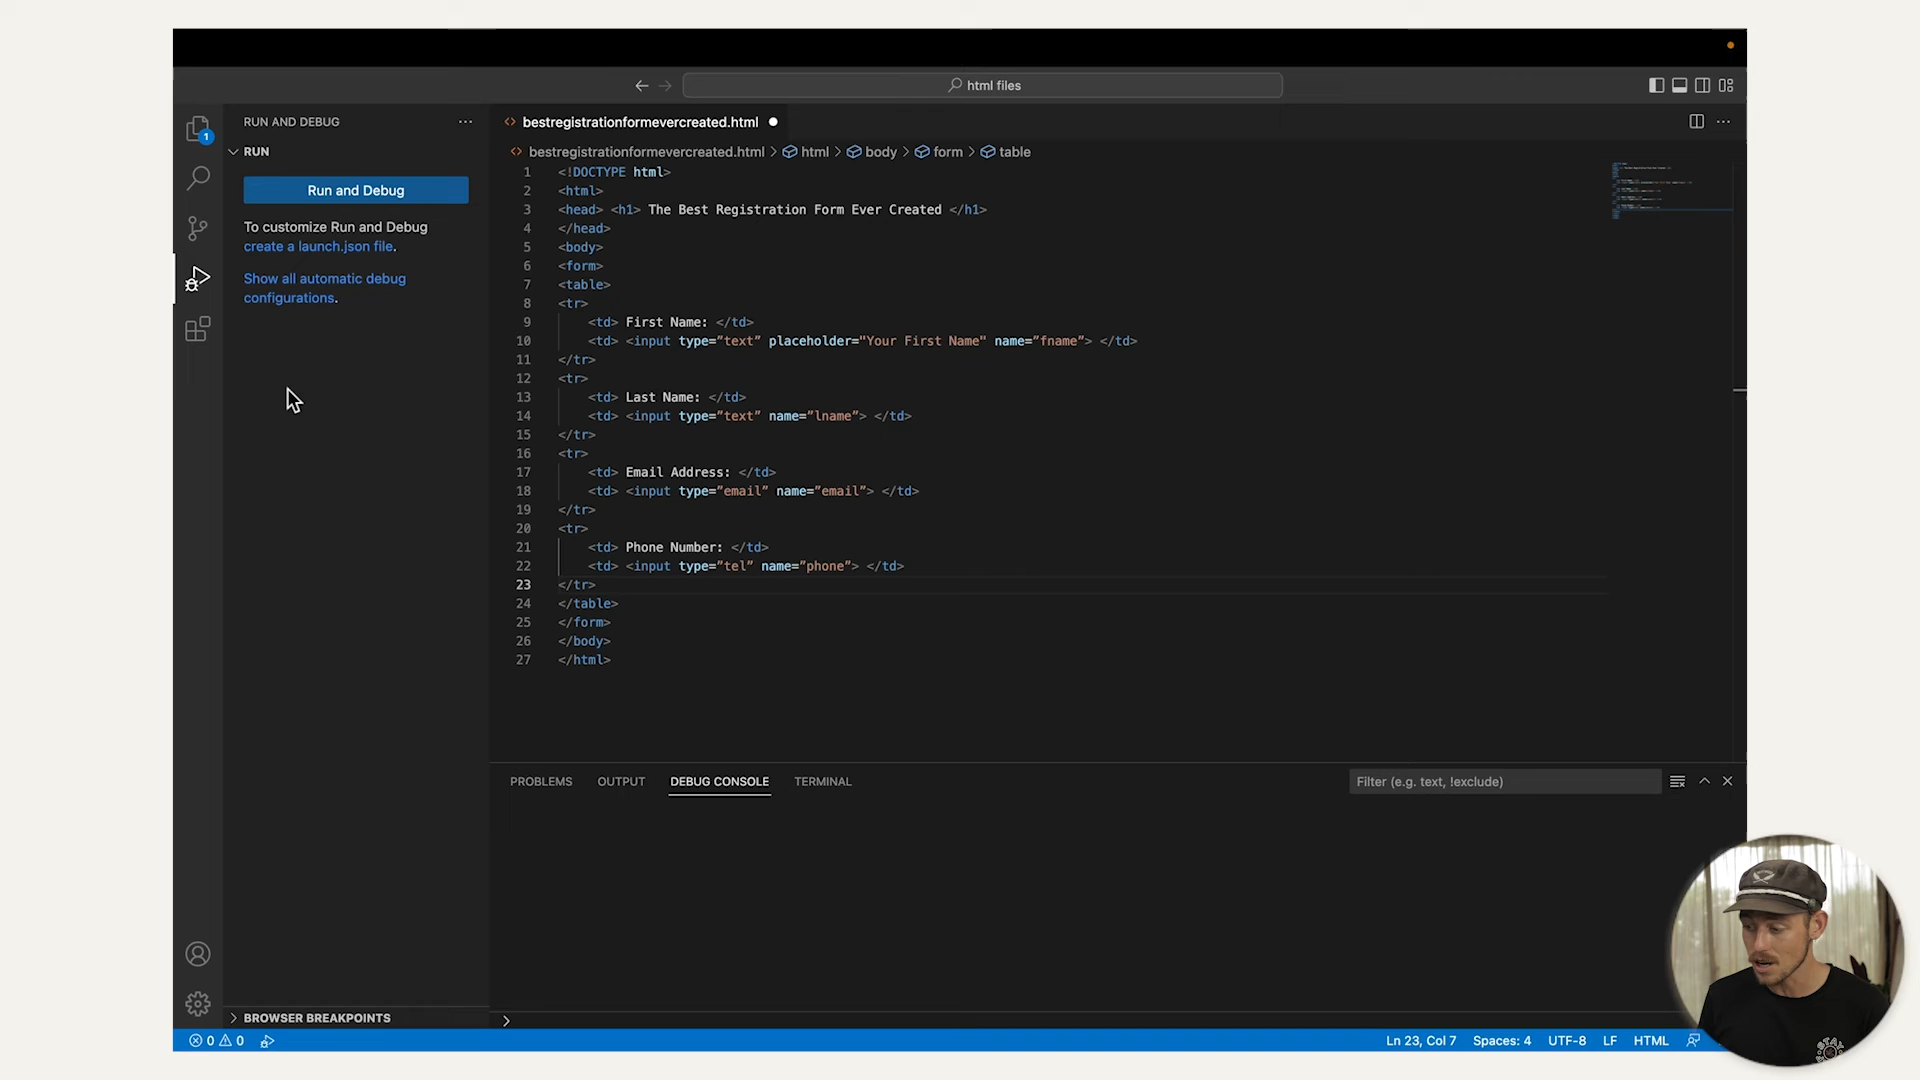 html files
RUN AND DEBUG
RUN
Run and Debug
To customize Run and Debug
create a launch.json file.
Show all automatic debug
configurations.
1
bestregistrationformevercreated.html
bestregistrationformevercreated.html > html > body > form > table
1 <!DOCTYPE html>
2 <html>
3 <head> <h1> The Best Registration Form Ever Created </h1>
4 </head>
5 <body>
6 <form>
7 <table>
8 <tr>
9 <td> First Name: </td>
10 <td> <input type=”text” placeholder=“Your First Name" name=”fname”> </td>
11 </tr>
12 <tr>
13 <td> Last Name: </td>
14 <td> <input type=”text” name=”lname”> </td>
15 </tr>
16 <tr>
17 <td> Email Address: </td>
18 <td> <input type=”email” name=”email”> </td>
19 </tr>
20 <tr>
21 <td> Phone Number: </td>
22 <td> <input type=”tel” name=”phone”> </td>
23 </tr>
24 </table>
25 </form>
26 </body>
27 </html>
PROBLEMS OUTPUT DEBUG CONSOLE TERMINAL Filter (e.g. text, !exclude)
BROWSER BREAKPOINTS
0 0 Ln 23, Col 7 Spaces: 4 UTF-8 LF HTML
STAY